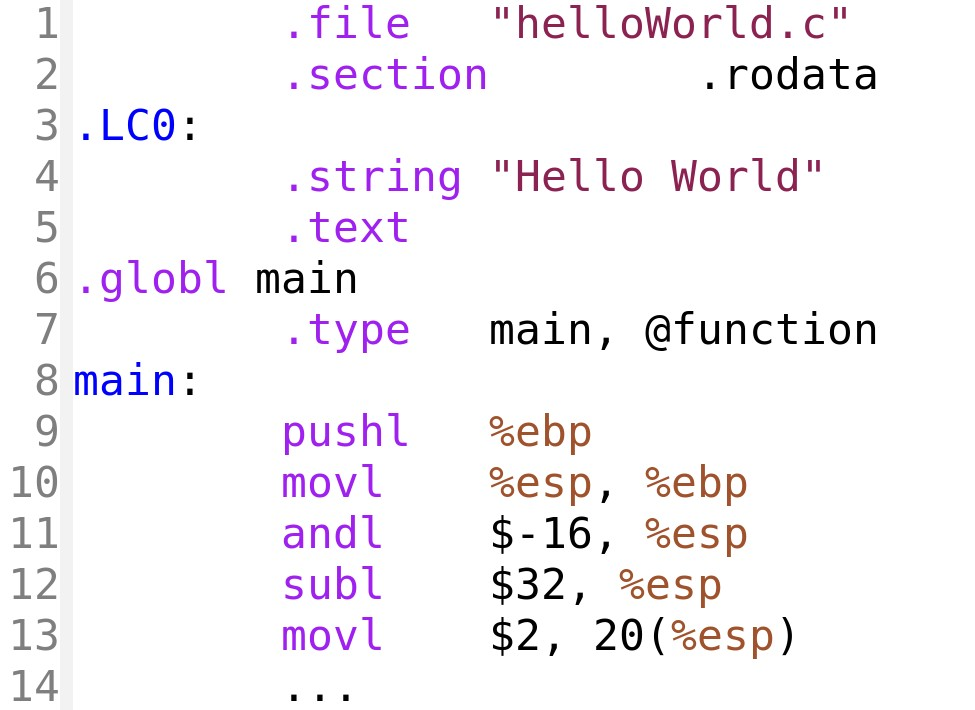 1 .file "helloWorld.c"
2 .section .rodata
3 .LC0:
4 .string "Hello World"
5 .text
6 .globl main
7 .type main, @function
8 main:
9 pushl %ebp
10 movl %esp, %ebp
11 andl $-16, %esp
12 subl $32, %esp
13 movl $2, 20(%esp)
14 ...